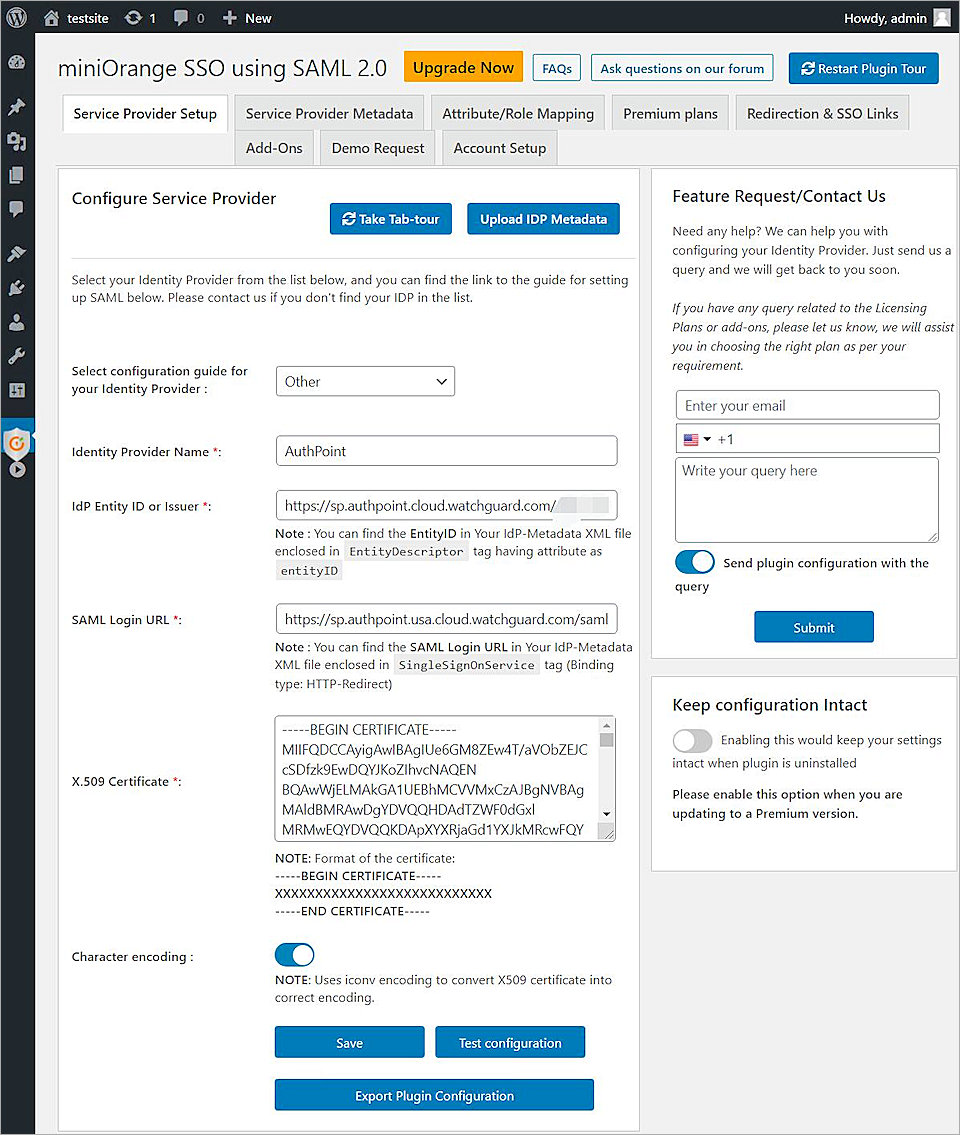 testsite 1 0 New Howdy, admin
miniOrange SSO using SAML 2.0 Upgrade Now FAQs Ask questions on our forum Restart Plugin Tour
Service Provider Setup Service Provider Metadata Attribute/Role Mapping Premium plans Redirection & SSO Links
Add-Ons Demo Request Account Setup
Configure Service Provider
Take Tab-tour Upload IDP Metadata
Select your Identity Provider from the list below, and you can find the link to the guide for setting
up SAML below. Please contact us if you don't find your IDP in the list.
Select configuration guide for
your Identity Provider :
Other
Identity Provider Name *: AuthPoint
IdP Entity ID or Issuer *: https://sp.authpoint.cloud.watchguard.com/
Note : You can find the EntityID in Your IdP-Metadata XML file
enclosed in EntityDescriptor tag having attribute as
entityID
SAML Login URL *: https://sp.authpoint.usa.cloud.watchguard.com/saml
Note : You can find the SAML Login URL in Your IdP-Metadata
XML file enclosed in SingleSignOnService tag (Binding
type: HTTP-Redirect)
X.509 Certificate *:
-----BEGIN CERTIFICATE-----
MIIFQDCCAyigAwIBAgIUe6GM8ZEw4T/aVObZEJC
cSDfzk9EwDQYJKoZIhvcNAQEN
BQAwWjELMAkGA1UEBhMCVVMxCzAJBgNVBAg
MAldBMRAwDgYDVQQHDAdTZWF0dGxl
MRMwEQYDVQQKDApXYXRjaGd1YXJkMRcwFQY
NOTE: Format of the certificate:
-----BEGIN CERTIFICATE-----
XXXXXXXXXXXXXXXXXXXXXXXXXXX
-----END CERTIFICATE-----
Character encoding :
NOTE: Uses iconv encoding to convert X509 certificate into
correct encoding.
Save Test configuration
Export Plugin Configuration
Feature Request/Contact Us
Need any help? We can help you with
configuring your Identity Provider. Just send us a
query and we will get back to you soon.
If you have any query related to the Licensing
Plans or add-ons, please let us know, we will assist
you in choosing the right plan as per your
requirement.
Enter your email
+1
Write your query here
Send plugin configuration with the
query
Submit
Keep configuration Intact
Enabling this would keep your settings
intact when plugin is uninstalled
Please enable this option when you are
updating to a Premium version.